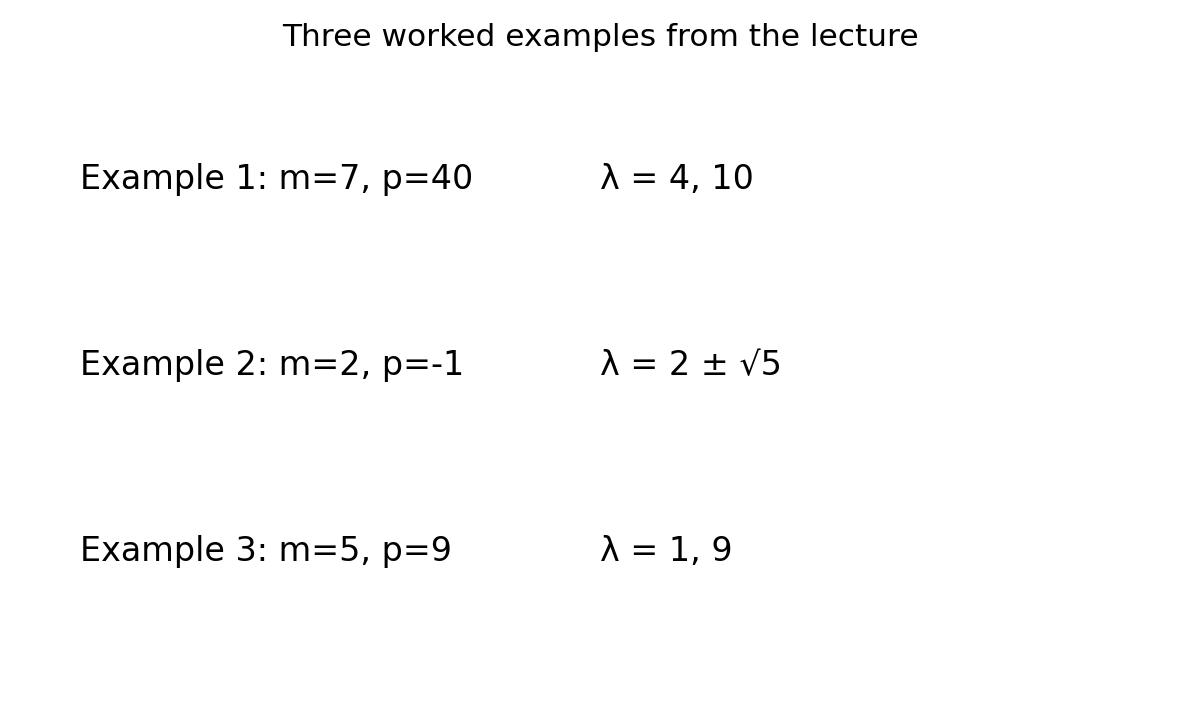 Three worked examples from the lecture
Example 1: m=7, p=40 λ = 4, 10
Example 2: m=2, p=-1 λ = 2 ± √5
Example 3: m=5, p=9 λ = 1, 9